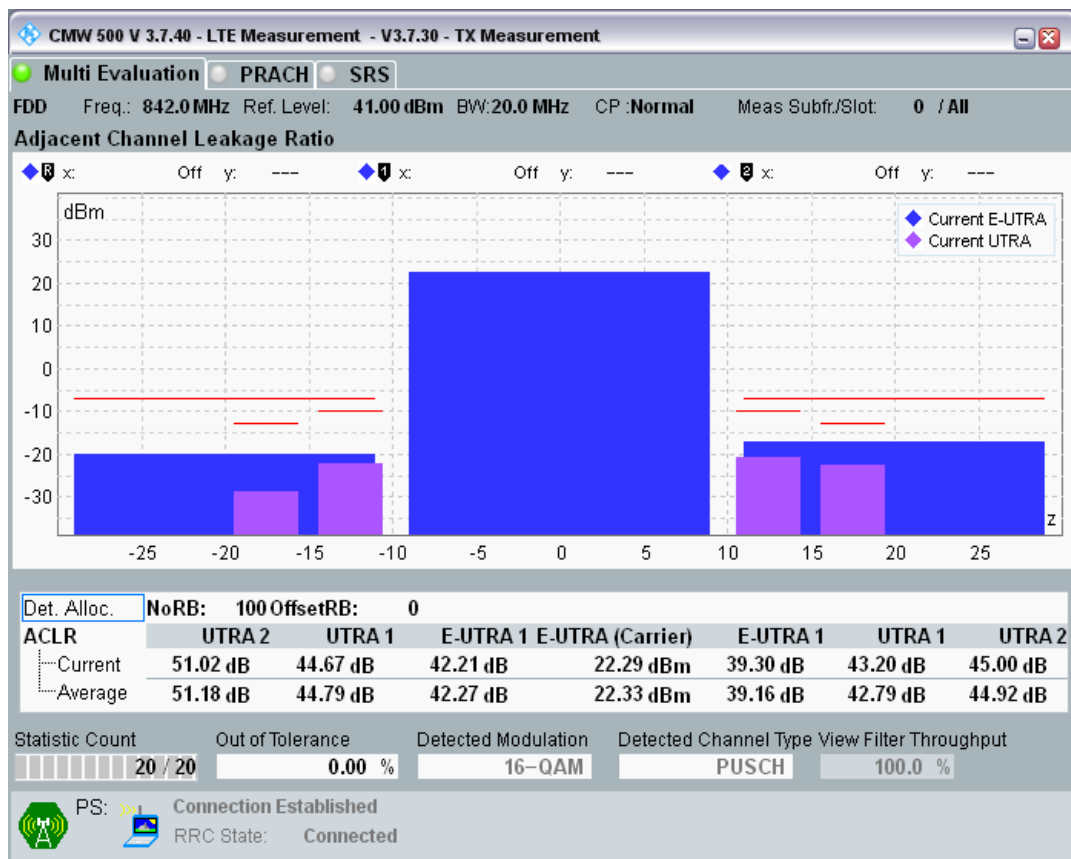 CMW 500 V 3.7.40 - LTE Measurement - V3.7.30 - TX Measurement
Multi Evaluation PRACH SRS
FDD Freq.: 842.0 MHz Ref. Level: 41.00 dBm BW:20.0 MHz CP :Normal Meas Subfr./Slot: 0 / All
Adjacent Channel Leakage Ratio
R x: Off y: --- 1 x: Off y: --- 2 x: Off y: ---
dBm
Current E-UTRA
Current UTRA
30
20
10
0
-10
-20
-30
z
-25 -20 -15 -10 -5 0 5 10 15 20 25
Det. Alloc. NoRB: 100 OffsetRB: 0
ACLR UTRA 2 UTRA 1 E-UTRA 1 E-UTRA (Carrier) E-UTRA 1 UTRA 1 UTRA 2
Current 51.02 dB 44.67 dB 42.21 dB 22.29 dBm 39.30 dB 43.20 dB 45.00 dB
Average 51.18 dB 44.79 dB 42.27 dB 22.33 dBm 39.16 dB 42.79 dB 44.92 dB
Statistic Count Out of Tolerance Detected Modulation Detected Channel Type View Filter Throughput
20 / 20 0.00 % 16-QAM PUSCH 100.0 %
PS: Connection Established
RRC State: Connected